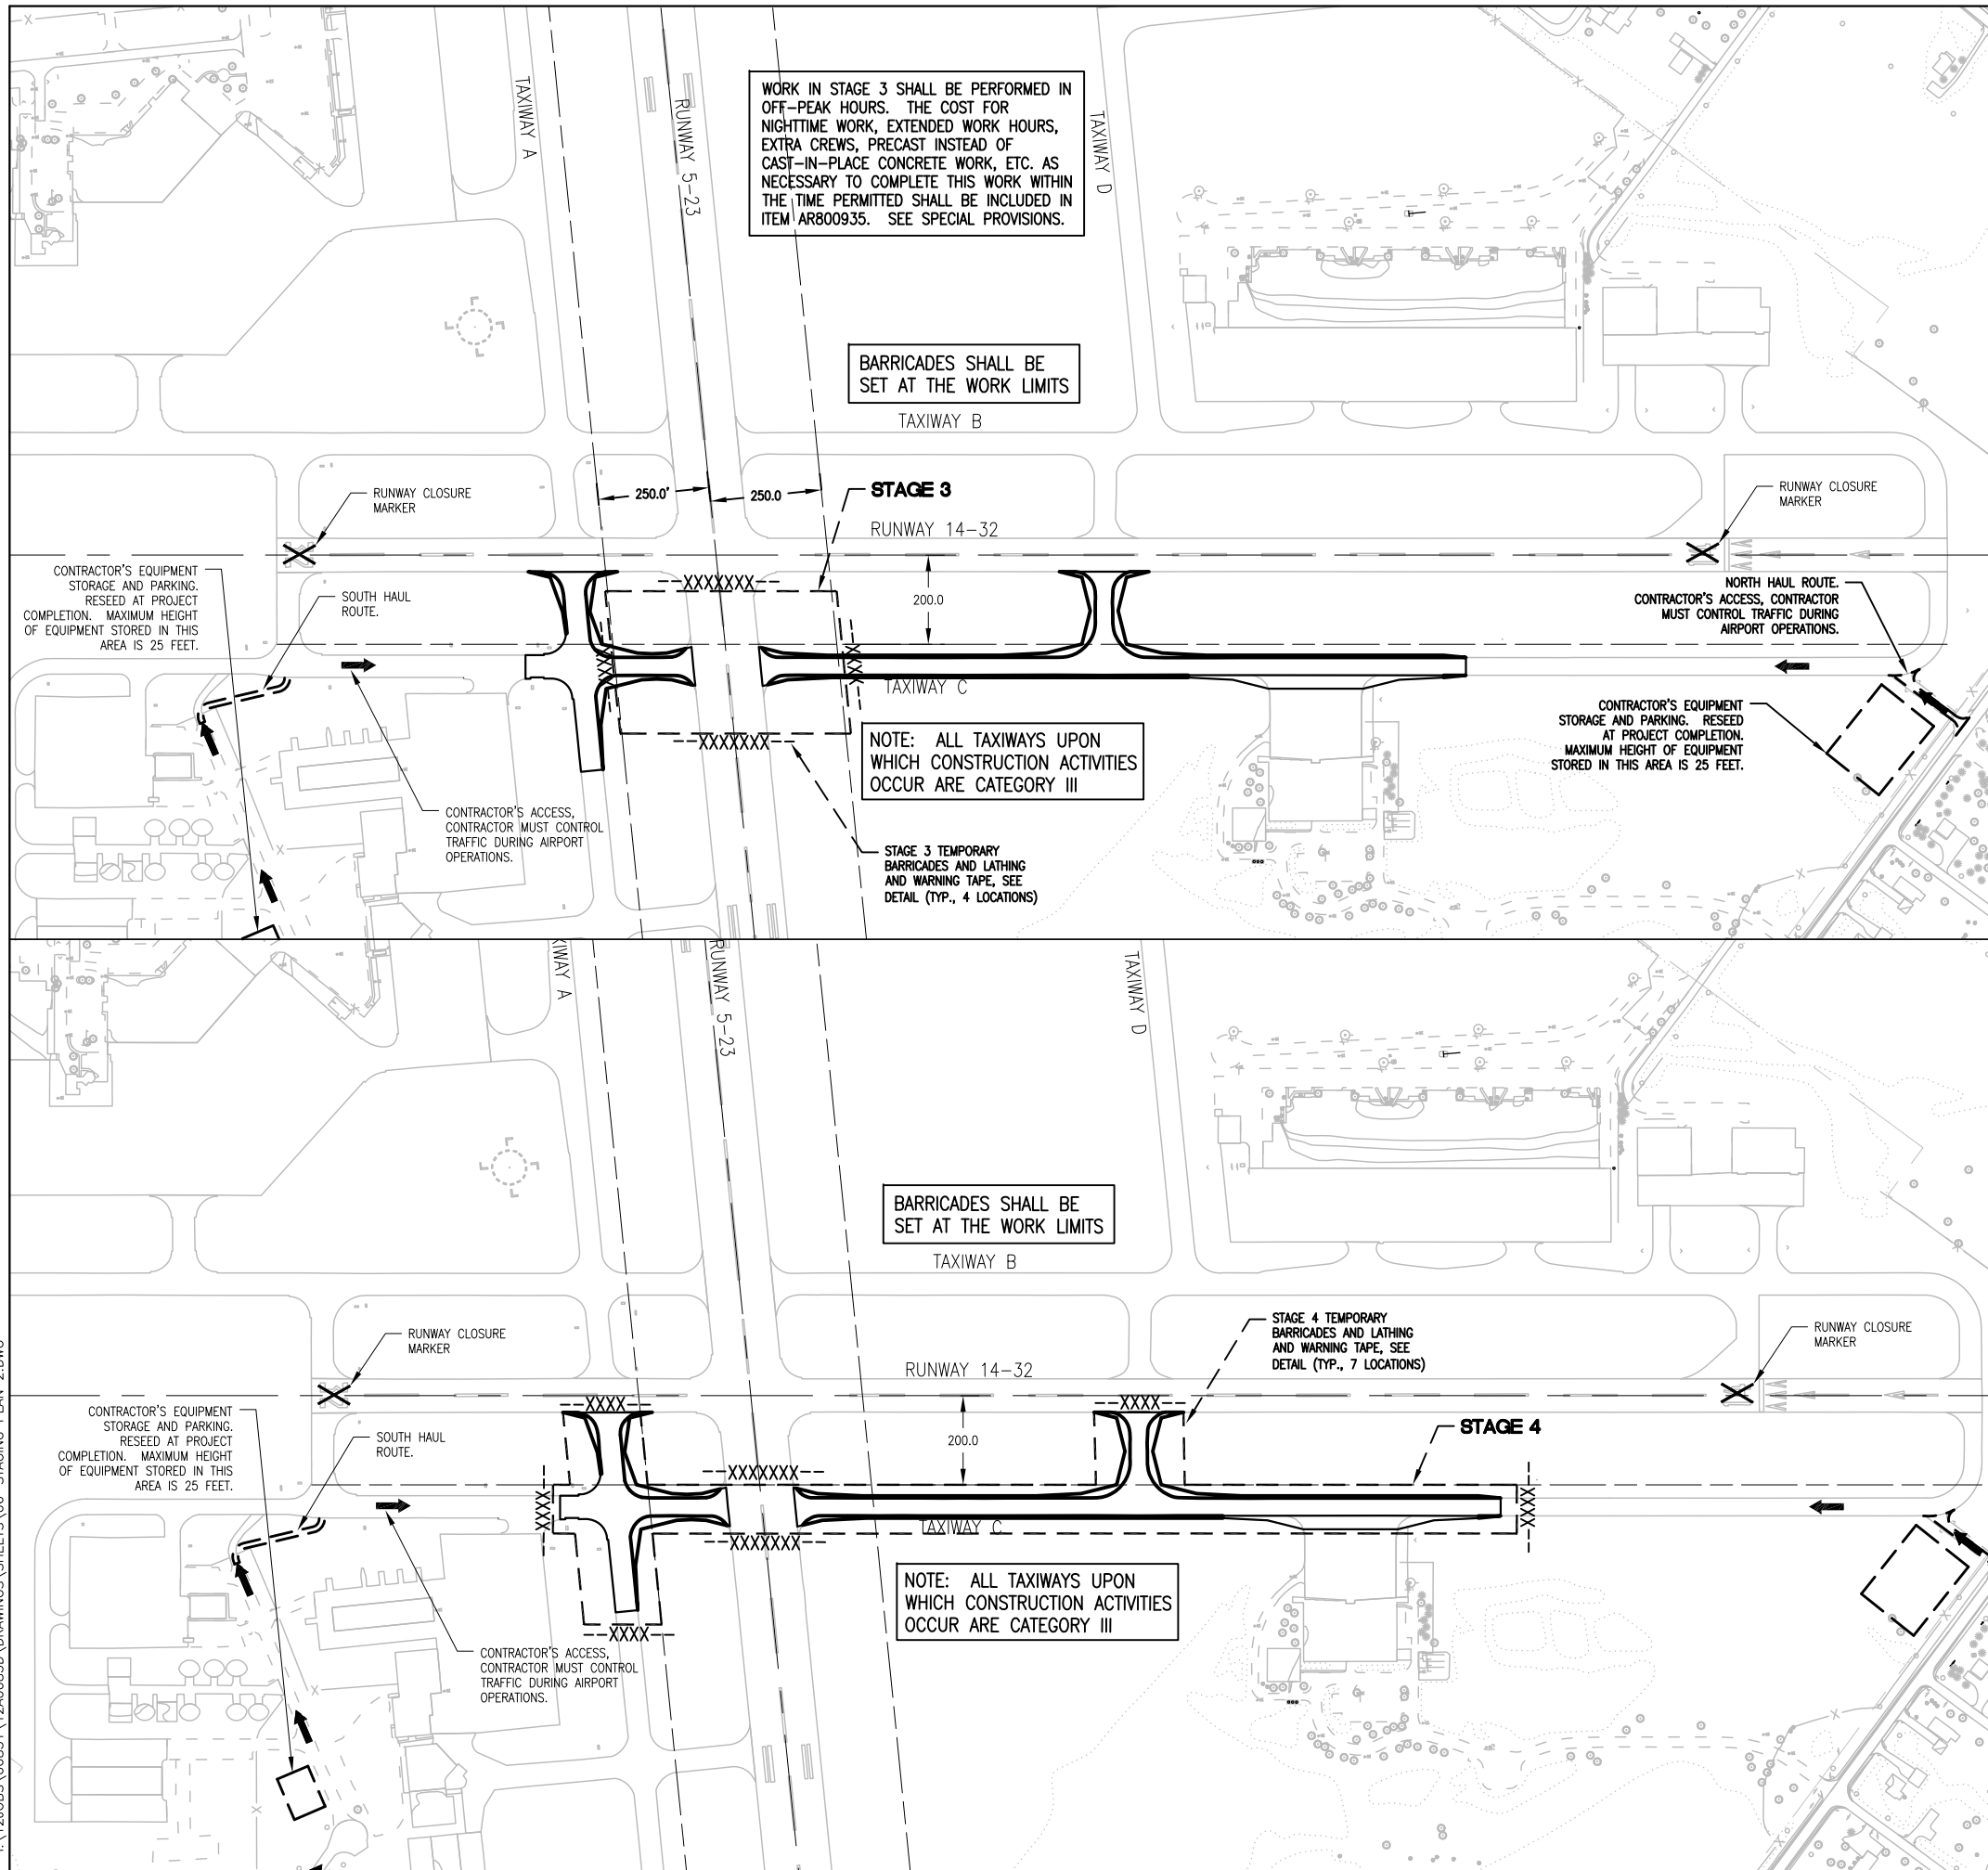 TAXIWAY A
RUNWAY 5-23
WORK IN STAGE 3 SHALL BE PERFORMED IN
OFF-PEAK HOURS. THE COST FOR
NIGHTTIME WORK, EXTENDED WORK HOURS,
EXTRA CREWS, PRECAST INSTEAD OF
CAST-IN-PLACE CONCRETE WORK, ETC. AS
NECESSARY TO COMPLETE THIS WORK WITHIN
THE TIME PERMITTED SHALL BE INCLUDED IN
ITEM AR800935. SEE SPECIAL PROVISIONS.
TAXIWAY D
BARRICADES SHALL BE
SET AT THE WORK LIMITS
TAXIWAY B
RUNWAY CLOSURE
MARKER
250.0'
250.0
STAGE 3
RUNWAY 14-32
RUNWAY CLOSURE
MARKER
CONTRACTOR'S EQUIPMENT
STORAGE AND PARKING.
RESEED AT PROJECT
COMPLETION. MAXIMUM HEIGHT
OF EQUIPMENT STORED IN THIS
AREA IS 25 FEET.
SOUTH HAUL
ROUTE.
200.0
NORTH HAUL ROUTE.
CONTRACTOR'S ACCESS, CONTRACTOR
MUST CONTROL TRAFFIC DURING
AIRPORT OPERATIONS.
TAXIWAY C
CONTRACTOR'S EQUIPMENT
STORAGE AND PARKING. RESEED
AT PROJECT COMPLETION.
MAXIMUM HEIGHT OF EQUIPMENT
STORED IN THIS AREA IS 25 FEET.
NOTE: ALL TAXIWAYS UPON
WHICH CONSTRUCTION ACTIVITIES
OCCUR ARE CATEGORY III
CONTRACTOR'S ACCESS,
CONTRACTOR MUST CONTROL
TRAFFIC DURING AIRPORT
OPERATIONS.
STAGE 3 TEMPORARY
BARRICADES AND LATHING
AND WARNING TAPE, SEE
DETAIL (TYP., 4 LOCATIONS)
RUNWAY 5-23
TAXIWAY D
BARRICADES SHALL BE
SET AT THE WORK LIMITS
TAXIWAY B
RUNWAY CLOSURE
MARKER
STAGE 4 TEMPORARY
BARRICADES AND LATHING
AND WARNING TAPE, SEE
DETAIL (TYP., 7 LOCATIONS)
RUNWAY CLOSURE
MARKER
RUNWAY 14-32
CONTRACTOR'S EQUIPMENT
STORAGE AND PARKING.
RESEED AT PROJECT
COMPLETION. MAXIMUM HEIGHT
OF EQUIPMENT STORED IN THIS
AREA IS 25 FEET.
SOUTH HAUL
ROUTE.
200.0
STAGE 4
TAXIWAY C
NOTE: ALL TAXIWAYS UPON
WHICH CONSTRUCTION ACTIVITIES
OCCUR ARE CATEGORY III
CONTRACTOR'S ACCESS,
CONTRACTOR MUST CONTROL
TRAFFIC DURING AIRPORT
OPERATIONS.